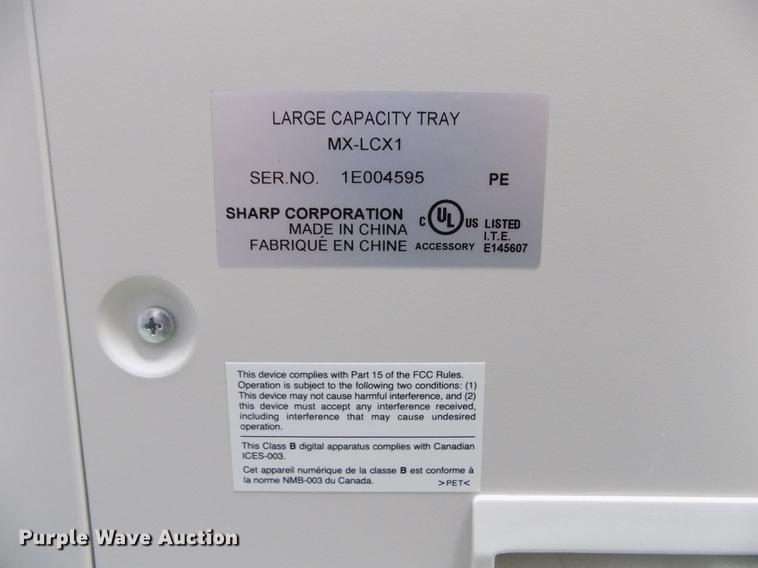 LARGE CAPACITY TRAY
MX-LCX1
SER.NO. 1E004595 PE
SHARP CORPORATION
MADE IN CHINA
FABRIQUÉ EN CHINE
C UL US LISTED
ACCESSORY
I.T.E.
E145607
This device complies with Part 15 of the FCC Rules.
Operation is subject to the following two conditions: (1)
This device may not cause harmful interference, and (2)
this device must accept any interference received,
including interference that may cause undesired
operation.
This Class B digital apparatus complies with Canadian
ICES-003.
Cet appareil numérique de la classe B est conforme à
la norme NMB-003 du Canada. >PET<
Purple Wave Auction